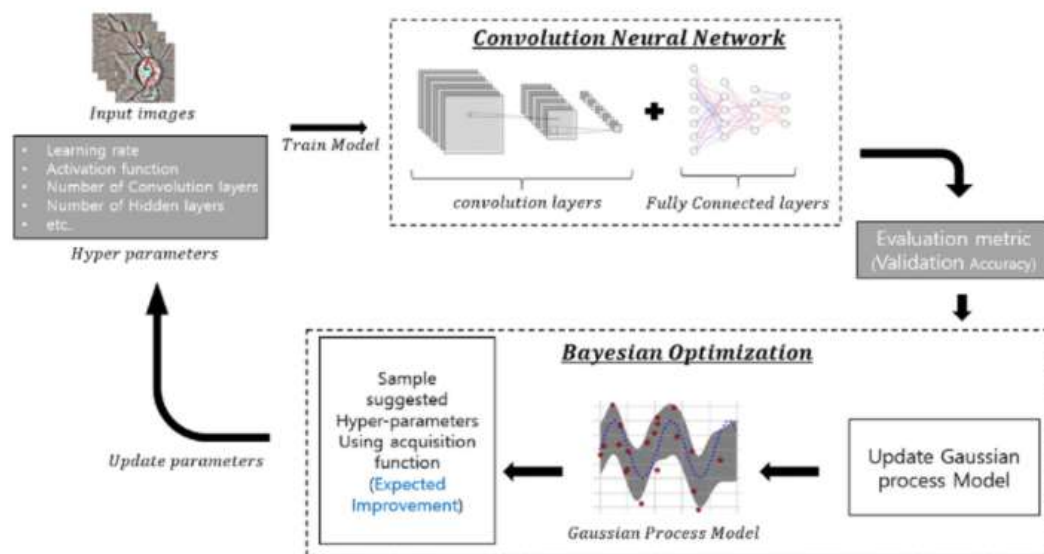 Convolution Neural Network
Input images
• Learning rate
• Activation function
• Number of Convolution layers
• Number of Hidden layers
• etc..
Hyper parameters
Train Model
convolution layers
Fully Connected layers
Evaluation metric
(Validation Accuracy)
Bayesian Optimization
Sample
suggested
Hyper-parameters
Using acquisition
function
(Expected
Improvement)
Gaussian Process Model
Update Gaussian
process Model
Update parameters